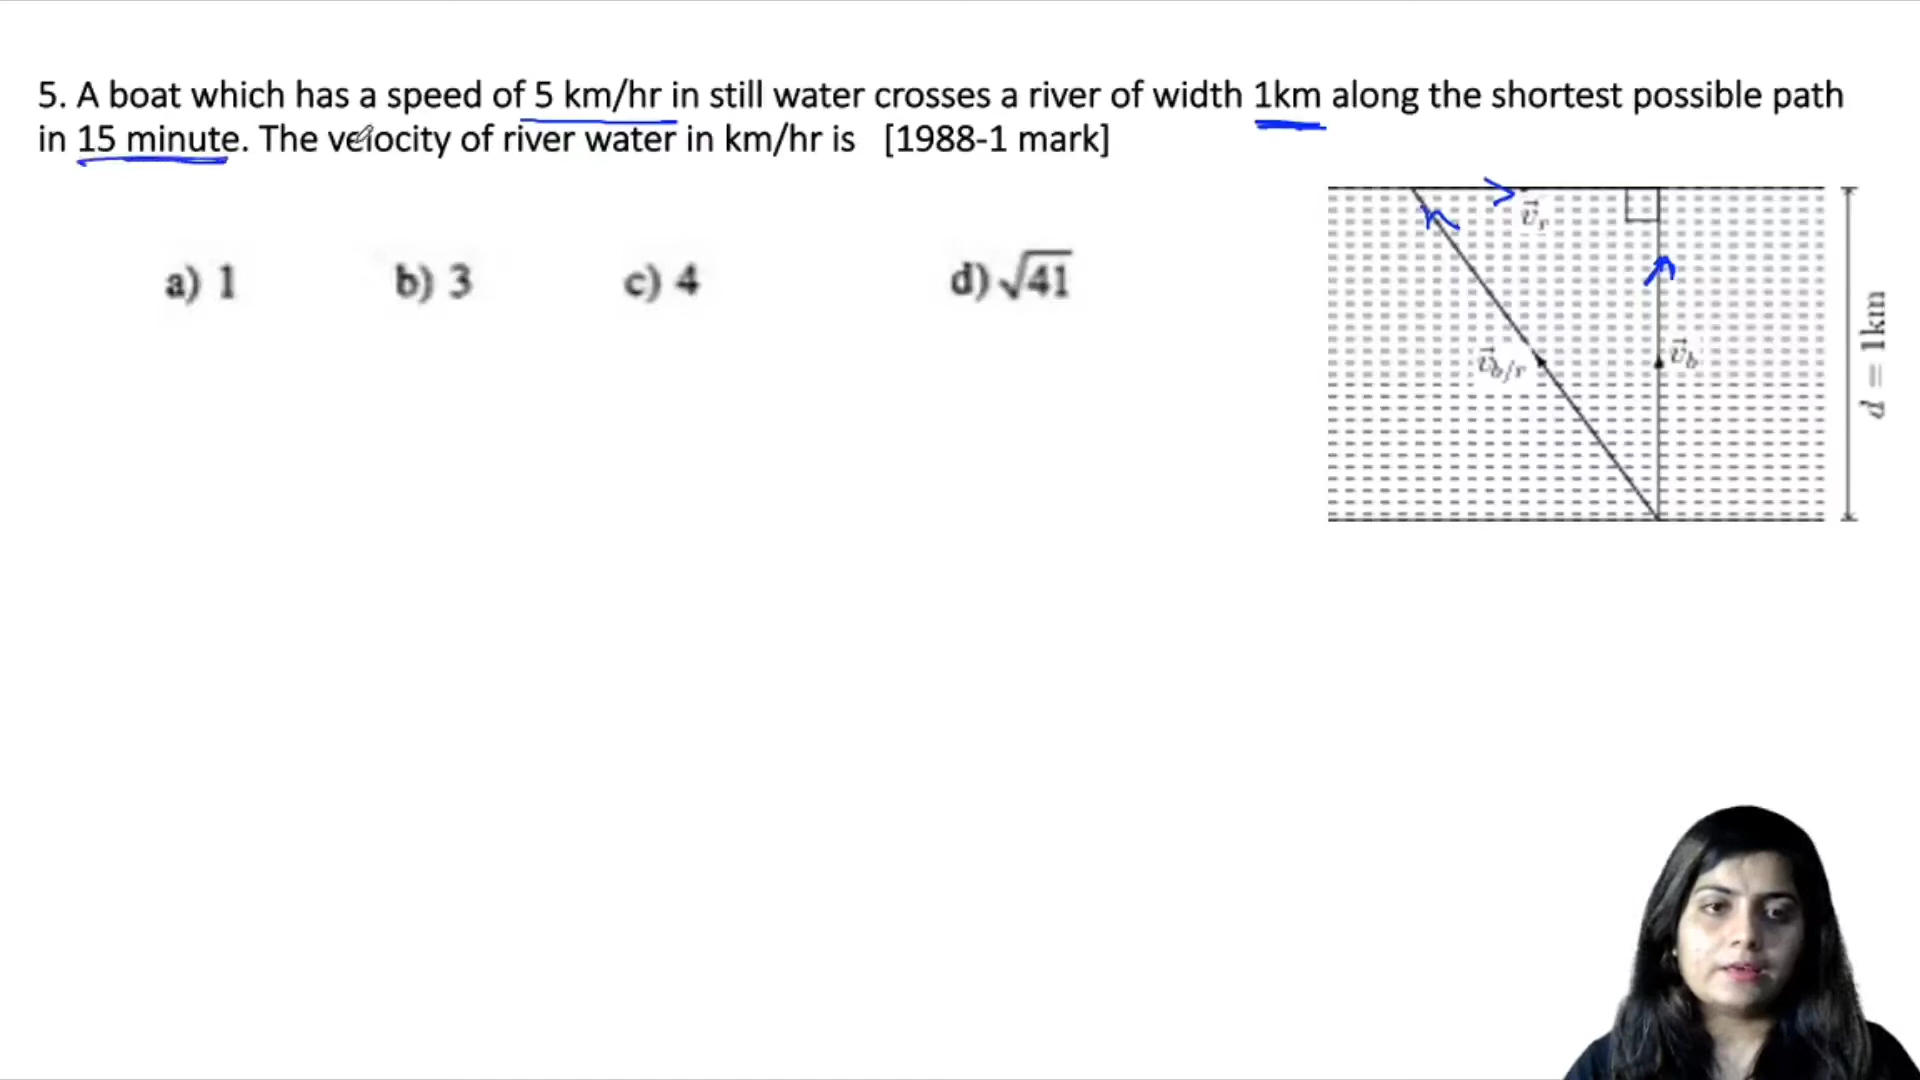 5. A boat which has a speed of 5 km/hr in still water crosses a river of width 1km along the shortest possible path
in 15 minute. The velocity of river water in km/hr is [1988-1 mark]
a) 1 b) 3 c) 4 d) √41
v⃗r
v⃗b/r
v⃗b
d = 1km